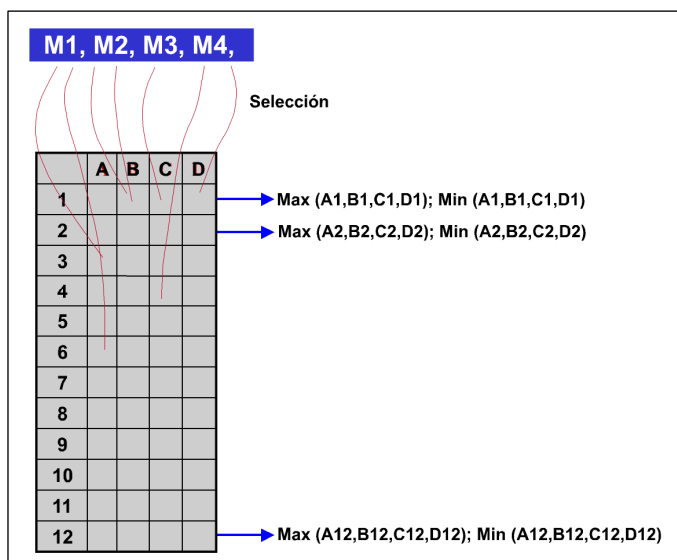 M1, M2, M3, M4,
Selección
A B C D
1 Max (A1,B1,C1,D1); Min (A1,B1,C1,D1)
2 Max (A2,B2,C2,D2); Min (A2,B2,C2,D2)
3
4
5
6
7
8
9
10
11
12 Max (A12,B12,C12,D12); Min (A12,B12,C12,D12)